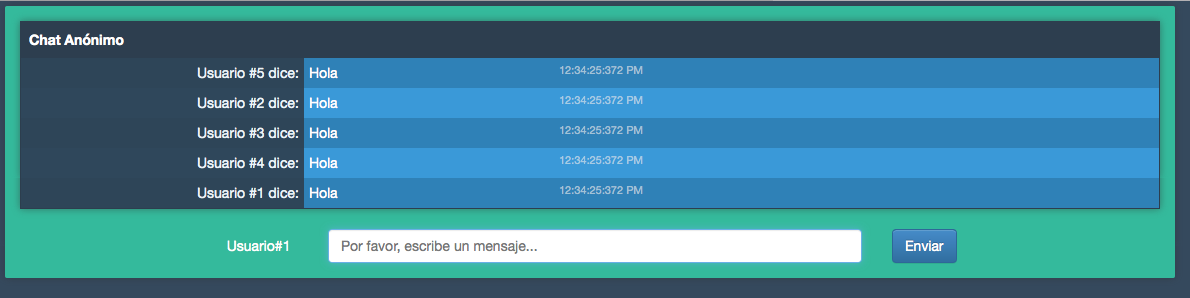 Chat Anónimo
Usuario #5 dice: Hola 12:34:25:372 PM
Usuario #2 dice: Hola 12:34:25:372 PM
Usuario #3 dice: Hola 12:34:25:372 PM
Usuario #4 dice: Hola 12:34:25:372 PM
Usuario #1 dice: Hola 12:34:25:372 PM
Usuario#1 Por favor, escribe un mensaje... Enviar